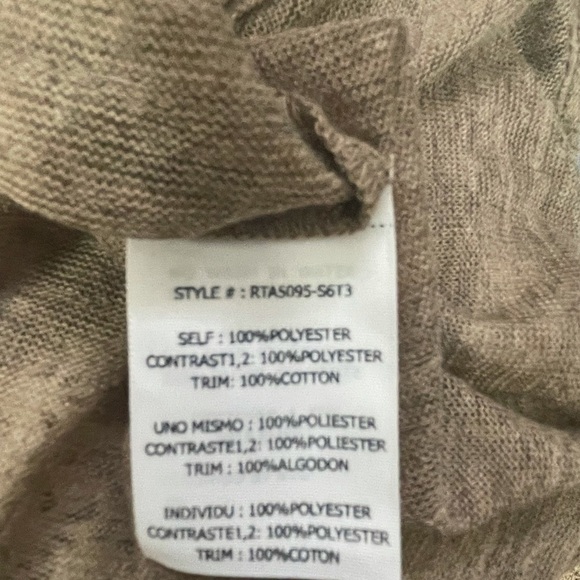 STYLE # : RTA5095-S6T3
SELF : 100%POLYESTER
CONTRAST1,2: 100%POLYESTER
TRIM: 100%COTTON
UNO MISMO : 100%POLIESTER
CONTRASTE1,2: 100%POLIESTER
TRIM : 100%ALGODON
INDIVIDU : 100%POLYESTER
CONTRASTE1,2: 100%POLYESTER
TRIM : 100%COTON